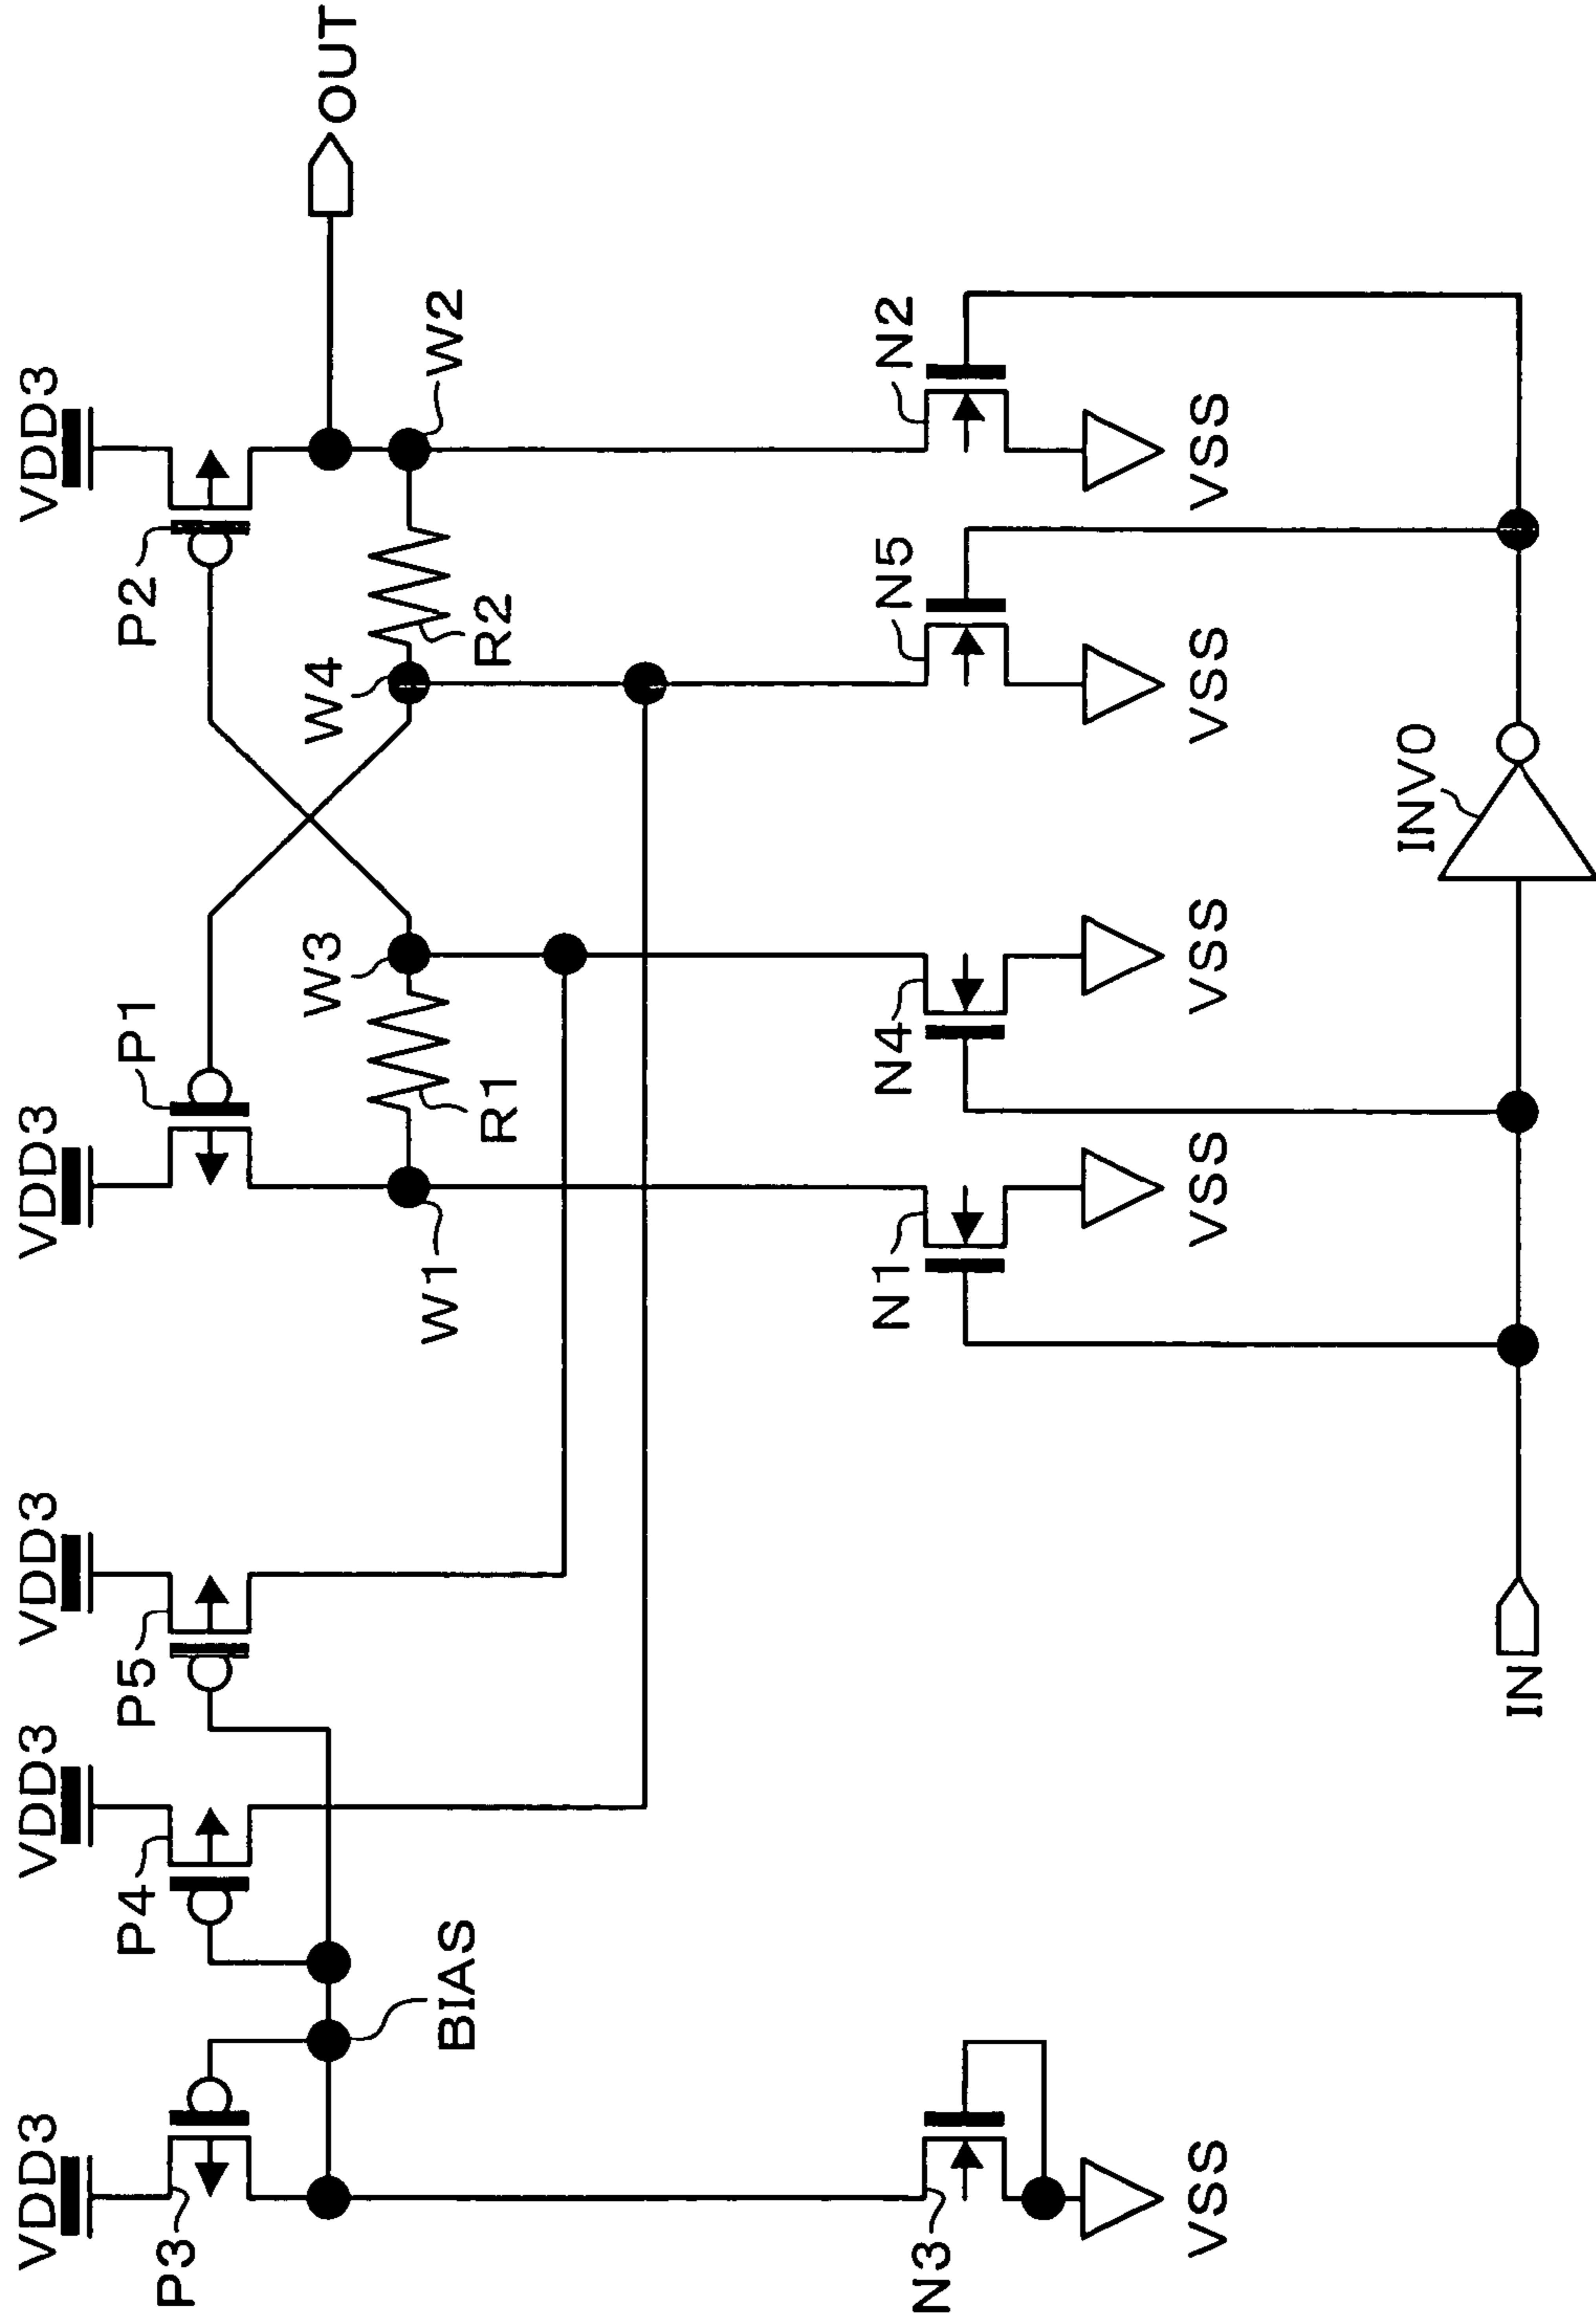 VDD3
VDD3
VDD3
VDD3
VDD3
P3
P4
P5
P1
P2
OUT
BIAS
W3
W4
W1
R1
R2
W2
N3
N1
N4
N5
N2
VSS
VSS
VSS
VSS
VSS
INV0
IN